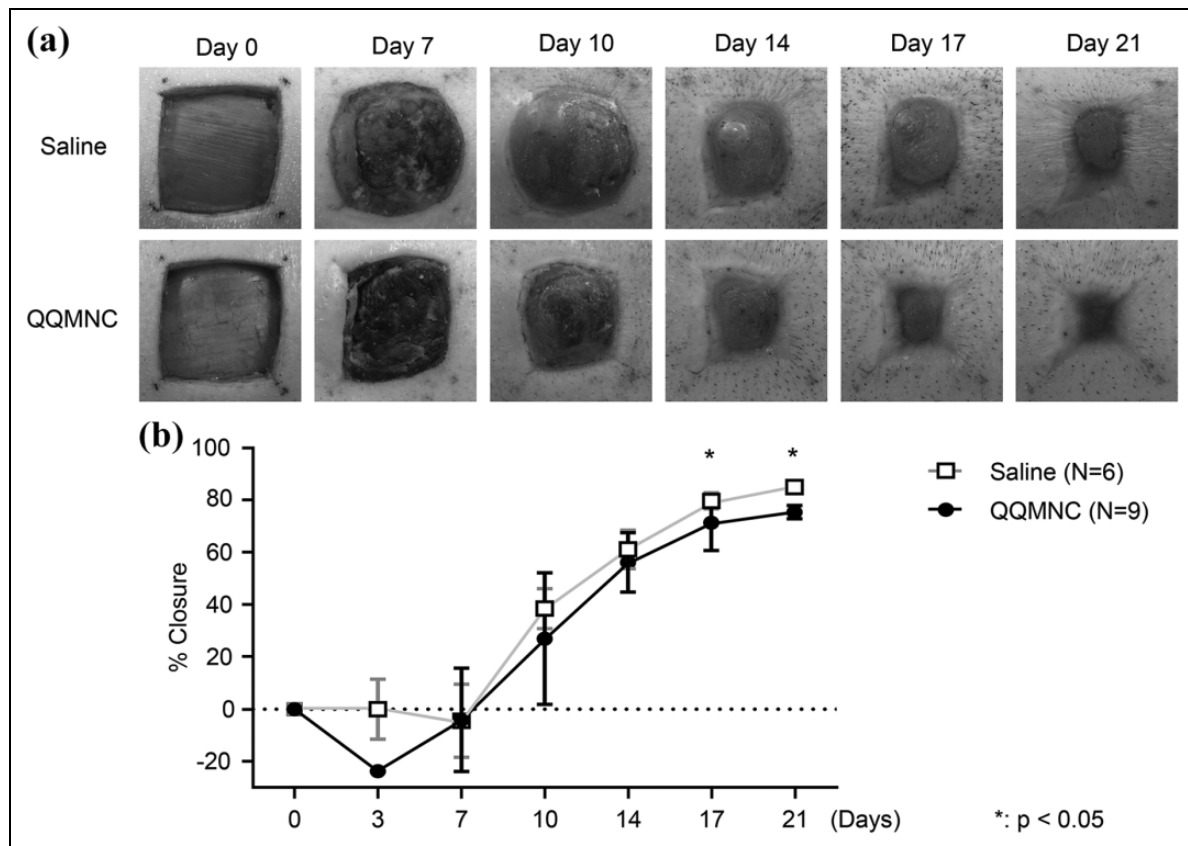 (a)
Day 0 Day 7 Day 10 Day 14 Day 17 Day 21
Saline
QQMNC
(b)
100
80
60
40
20
0
-20
% Closure
0 3 7 10 14 17 21 (Days)
* *
Saline (N=6)
QQMNC (N=9)
*: p < 0.05